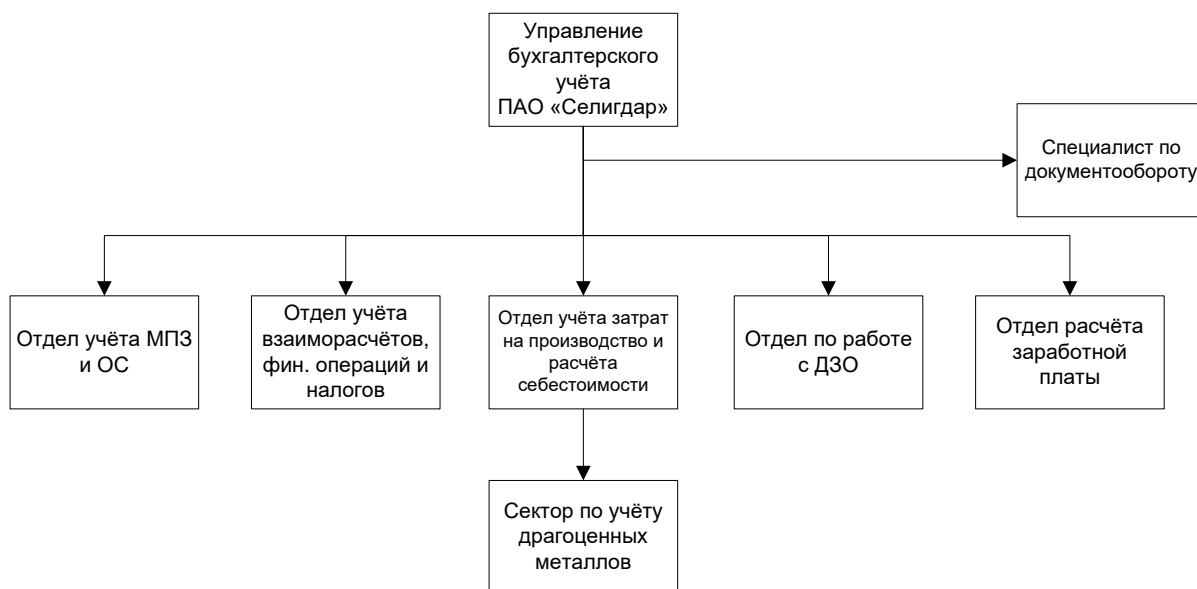 Управление
бухгалтерского
учёта
ПАО «Селигдар»
Специалист по
документообороту
Отдел учёта МПЗ
и ОС
Отдел учёта
взаиморасчётов,
фин. операций и
налогов
Отдел учёта затрат
на производство и
расчёта
себестоимости
Отдел по работе
с ДЗО
Отдел расчёта
заработной
платы
Сектор по учёту
драгоценных
металлов